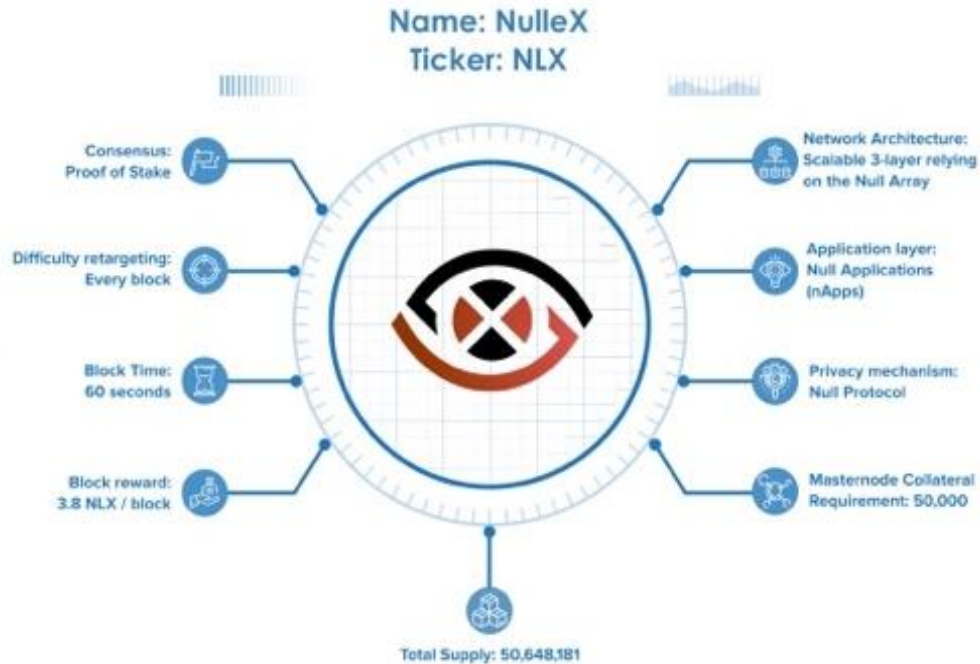 Name: NulleX
Ticker: NLX
Consensus:
Proof of Stake
Difficulty retargeting:
Every block
Block Time:
60 seconds
Block reward:
3.8 NLX / block
Network Architecture:
Scalable 3-layer relying
on the Null Array
Application layer:
Null Applications
(nApps)
Privacy mechanism:
Null Protocol
Masternode Collateral
Requirement: 50,000
Total Supply: 50,648,181